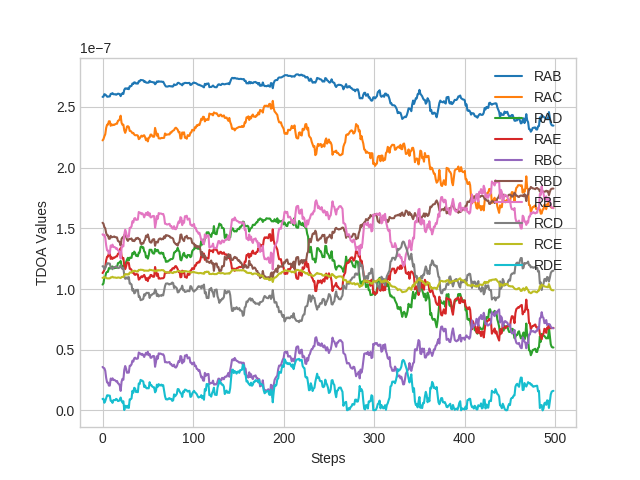 1e−7
2.5
2.0
1.5
1.0
0.5
0.0
TDOA Values
0
100
200
300
400
500
Steps
RAB
RAC
RAD
RAE
RBC
RBD
RBE
RCD
RCE
RDE